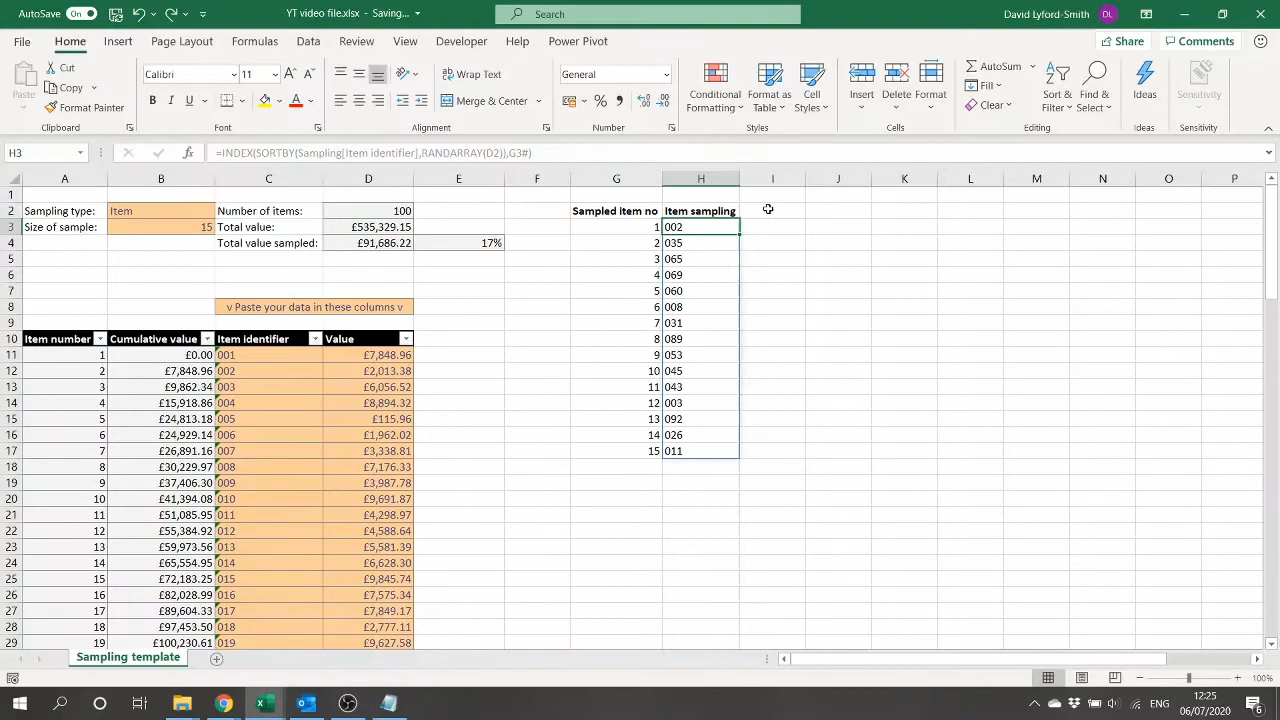 AutoSave On YT video file.xlsx - Saving... Search David Lyford-Smith DL
File Home Insert Page Layout Formulas Data Review View Developer Help Power Pivot Share Comments
Paste Cut Copy Format Painter Calibri 11 Wrap Text Merge & Center General Conditional Formatting Format as Table Cell Styles Insert Delete Format AutoSum Fill Clear Sort & Filter Find & Select Ideas Sensitivity
Clipboard Font Alignment Number Styles Cells Editing Ideas Sensitivity
H3 =INDEX(SORTBY(Sampling[Item identifier],RANDARRAY(D2)),G3#)
A B C D E F G H I J K L M N O P
1
2 Sampling type: Item Number of items: 100 Sampled item no Item sampling
3 Size of sample: 15 Total value: £535,329.15 1 002
4 Total value sampled: £91,686.22 17% 2 035
5 3 065
6 4 069
7 5 060
8 v Paste your data in these columns v 6 008
9 7 031
10 Item number Cumulative value Item identifier Value 8 089
11 1 £0.00 001 £7,848.96 9 053
12 2 £7,848.96 002 £2,013.38 10 045
13 3 £9,862.34 003 £6,056.52 11 043
14 4 £15,918.86 004 £8,894.32 12 003
15 5 £24,813.18 005 £115.96 13 092
16 6 £24,929.14 006 £1,962.02 14 026
17 7 £26,891.16 007 £3,338.81 15 011
18 8 £30,229.97 008 £7,176.33
19 9 £37,406.30 009 £3,987.78
20 10 £41,394.08 010 £9,691.87
21 11 £51,085.95 011 £4,298.97
22 12 £55,384.92 012 £4,588.64
23 13 £59,973.56 013 £5,581.39
24 14 £65,554.95 014 £6,628.30
25 15 £72,183.25 015 £9,845.74
26 16 £82,028.99 016 £7,575.34
27 17 £89,604.33 017 £7,849.17
28 18 £97,453.50 018 £2,777.11
29 19 £100,230.61 019 £9,627.58
Sampling template
100%
ENG 12:25
06/07/2020 6